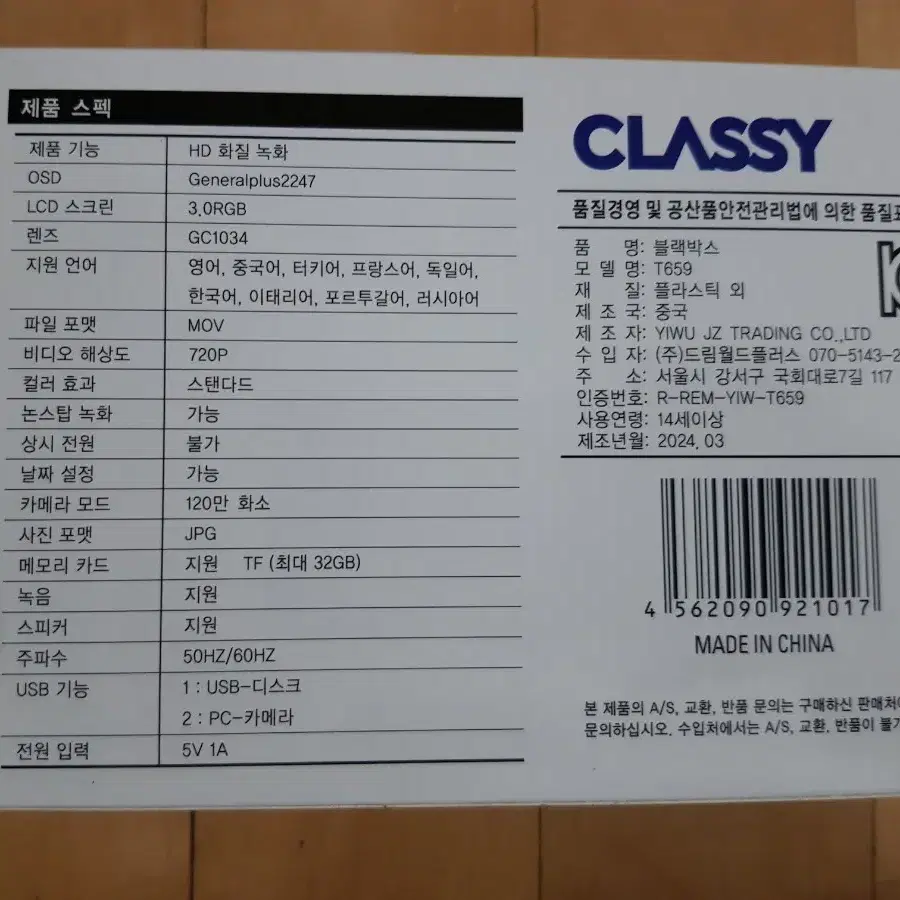 제품 스펙
제품 기능 HD 화질 녹화
OSD Generalplus2247
LCD 스크린 3.0RGB
렌즈 GC1034
지원 언어 영어, 중국어, 터키어, 프랑스어, 독일어,
한국어, 이태리어, 포르투갈어, 러시아어
파일 포맷 MOV
비디오 해상도 720P
컬러 효과 스탠다드
논스탑 녹화 가능
상시 전원 불가
날짜 설정 가능
카메라 모드 120만 화소
사진 포맷 JPG
메모리 카드 지원 TF (최대 32GB)
녹음 지원
스피커 지원
주파수 50HZ/60HZ
USB 기능 1 : USB-디스크
2 : PC-카메라
전원 입력 5V 1A
CLASSY
품질경영 및 공산품안전관리법에 의한
품 명: 블랙박스
모 델 명: T659
재 질: 플라스틱 외
제 조 국: 중국
제 조 자: YIWU JZ TRADING CO.,LTD
수 입 자: (주)드림월드플러스 070-5143-2
주 소: 서울시 강서구 국회대로7길 117
인증번호: R-REM-YIW-T659
사용연령: 14세이상
제조년월: 2024.03
4 562090 921017
MADE IN CHINA
본 제품의 A/S, 교환, 반품 문의는 구매하신
문의하십시오. 수입처에서는 A/S, 교환, 반품이